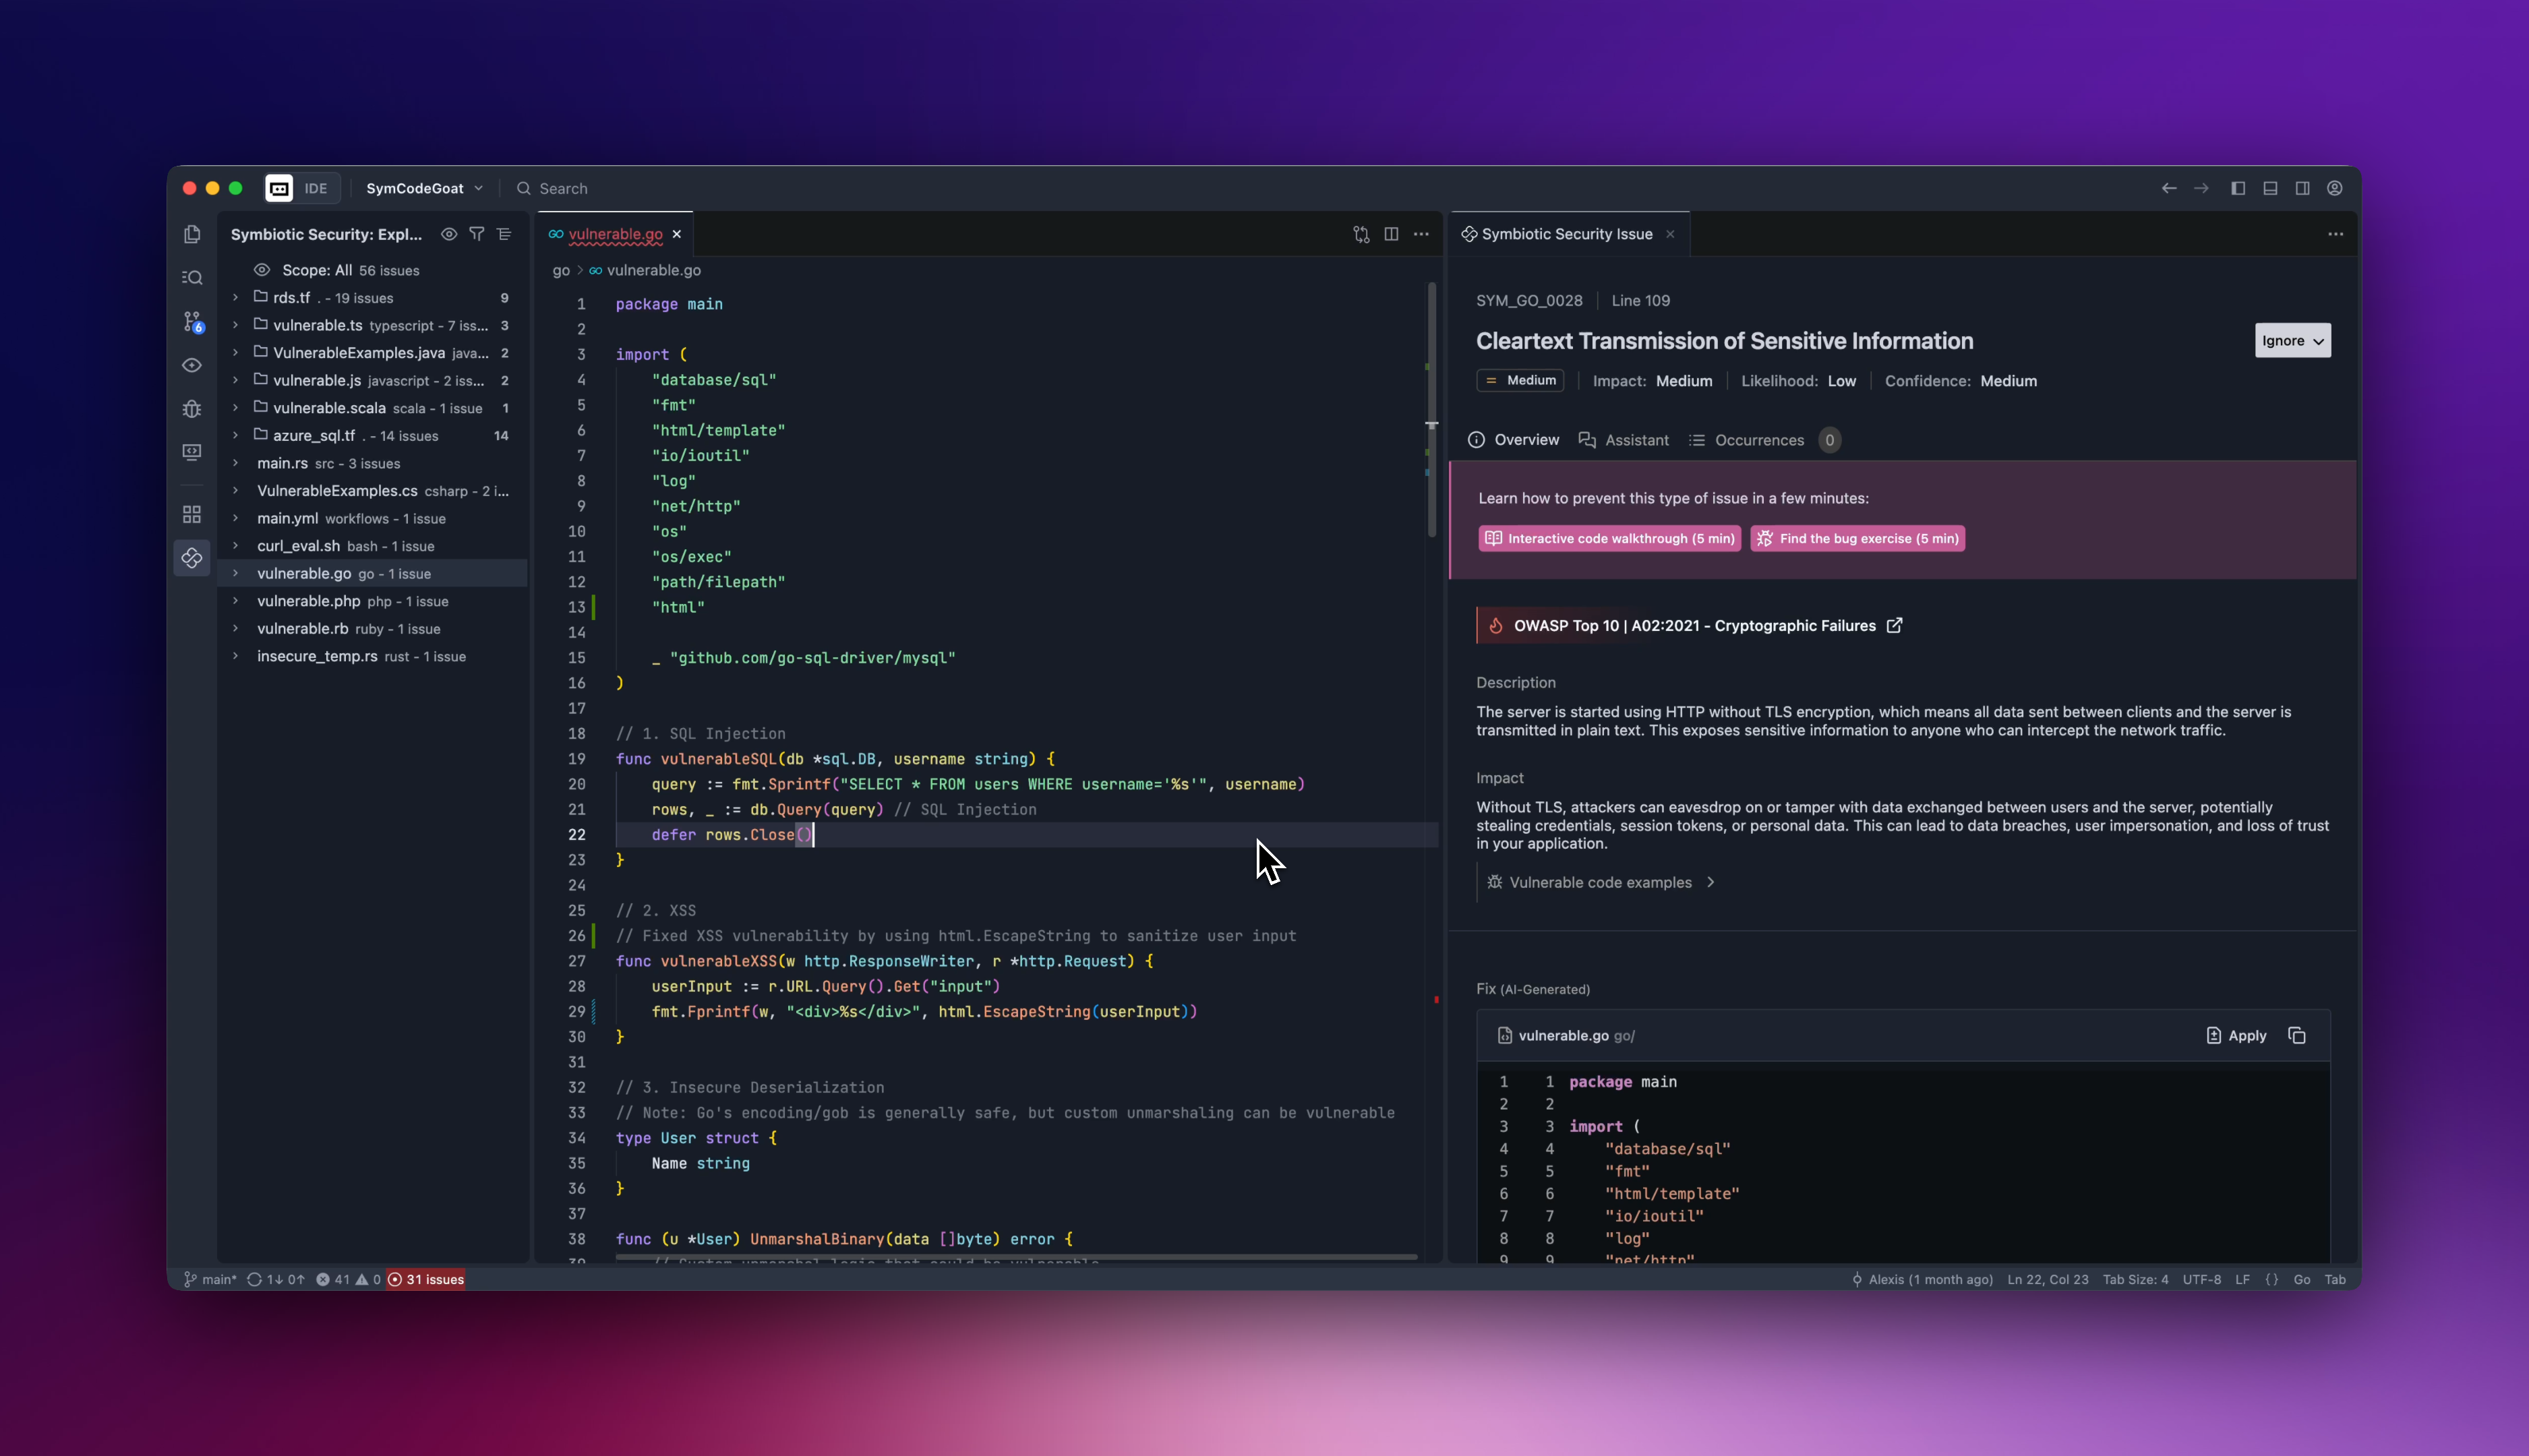 IDE
SymCodeGoat
Search
Symbiotic Security: Expl...
Scope: All 56 issues
rds.tf . - 19 issues 9
vulnerable.ts typescript - 7 iss... 3
VulnerableExamples.java java... 2
vulnerable.js javascript - 2 iss... 2
vulnerable.scala scala - 1 issue 1
azure_sql.tf . - 14 issues 14
main.rs src - 3 issues
VulnerableExamples.cs csharp - 2 i...
main.yml workflows - 1 issue
curl_eval.sh bash - 1 issue
vulnerable.go go - 1 issue
vulnerable.php php - 1 issue
vulnerable.rb ruby - 1 issue
insecure_temp.rs rust - 1 issue
6
vulnerable.go
go > vulnerable.go
1 package main
2
3 import (
4 "database/sql"
5 "fmt"
6 "html/template"
7 "io/ioutil"
8 "log"
9 "net/http"
10 "os"
11 "os/exec"
12 "path/filepath"
13 "html"
14
15 _ "github.com/go-sql-driver/mysql"
16 )
17
18 // 1. SQL Injection
19 func vulnerableSQL(db *sql.DB, username string) {
20 query := fmt.Sprintf("SELECT * FROM users WHERE username='%s'", username)
21 rows, _ := db.Query(query) // SQL Injection
22 defer rows.Close()
23 }
24
25 // 2. XSS
26 // Fixed XSS vulnerability by using html.EscapeString to sanitize user input
27 func vulnerableXSS(w http.ResponseWriter, r *http.Request) {
28 userInput := r.URL.Query().Get("input")
29 fmt.Fprintf(w, "<div>%s</div>", html.EscapeString(userInput))
30 }
31
32 // 3. Insecure Deserialization
33 // Note: Go's encoding/gob is generally safe, but custom unmarshaling can be vulnerable
34 type User struct {
35 Name string
36 }
37
38 func (u *User) UnmarshalBinary(data []byte) error {
39 // Custom unmarshal logic that could be vulnerable
Symbiotic Security Issue
SYM_GO_0028 Line 109
Cleartext Transmission of Sensitive Information
Ignore
= Medium Impact: Medium Likelihood: Low Confidence: Medium
Overview Assistant Occurrences 0
Learn how to prevent this type of issue in a few minutes:
Interactive code walkthrough (5 min) Find the bug exercise (5 min)
OWASP Top 10 | A02:2021 - Cryptographic Failures
Description
The server is started using HTTP without TLS encryption, which means all data sent between clients and the server is
transmitted in plain text. This exposes sensitive information to anyone who can intercept the network traffic.
Impact
Without TLS, attackers can eavesdrop on or tamper with data exchanged between users and the server, potentially
stealing credentials, session tokens, or personal data. This can lead to data breaches, user impersonation, and loss of trust
in your application.
Vulnerable code examples
Fix (AI-Generated)
vulnerable.go go/
Apply
1 1 package main
2 2
3 3 import (
4 4 "database/sql"
5 5 "fmt"
6 6 "html/template"
7 7 "io/ioutil"
8 8 "log"
9 9 "net/http"
main* 1↓ 0↑ 41 0 31 issues
Alexis (1 month ago) Ln 22, Col 23 Tab Size: 4 UTF-8 LF {} Go Tab